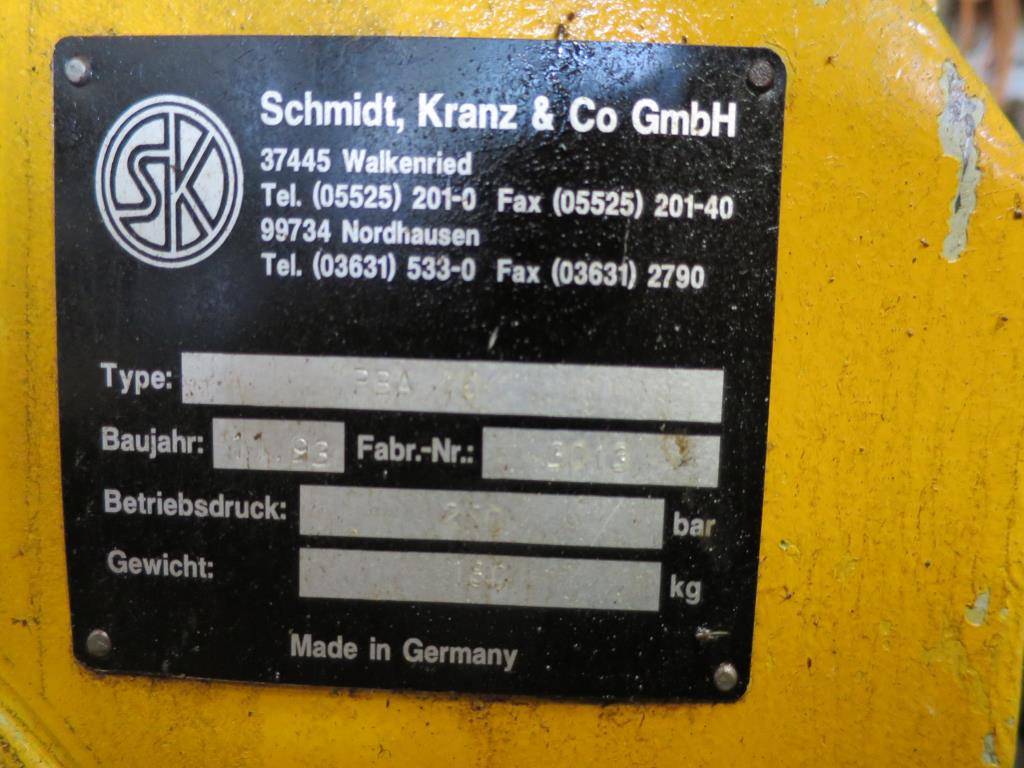 SK
Schmidt, Kranz & Co GmbH
37445 Walkenried
Tel. (05525) 201-0 Fax (05525) 201-40
99734 Nordhausen
Tel. (03631) 533-0 Fax (03631) 2790
Type:
Baujahr: Fabr.-Nr.: 3013
Betriebsdruck: bar
Gewicht: kg
Made in Germany